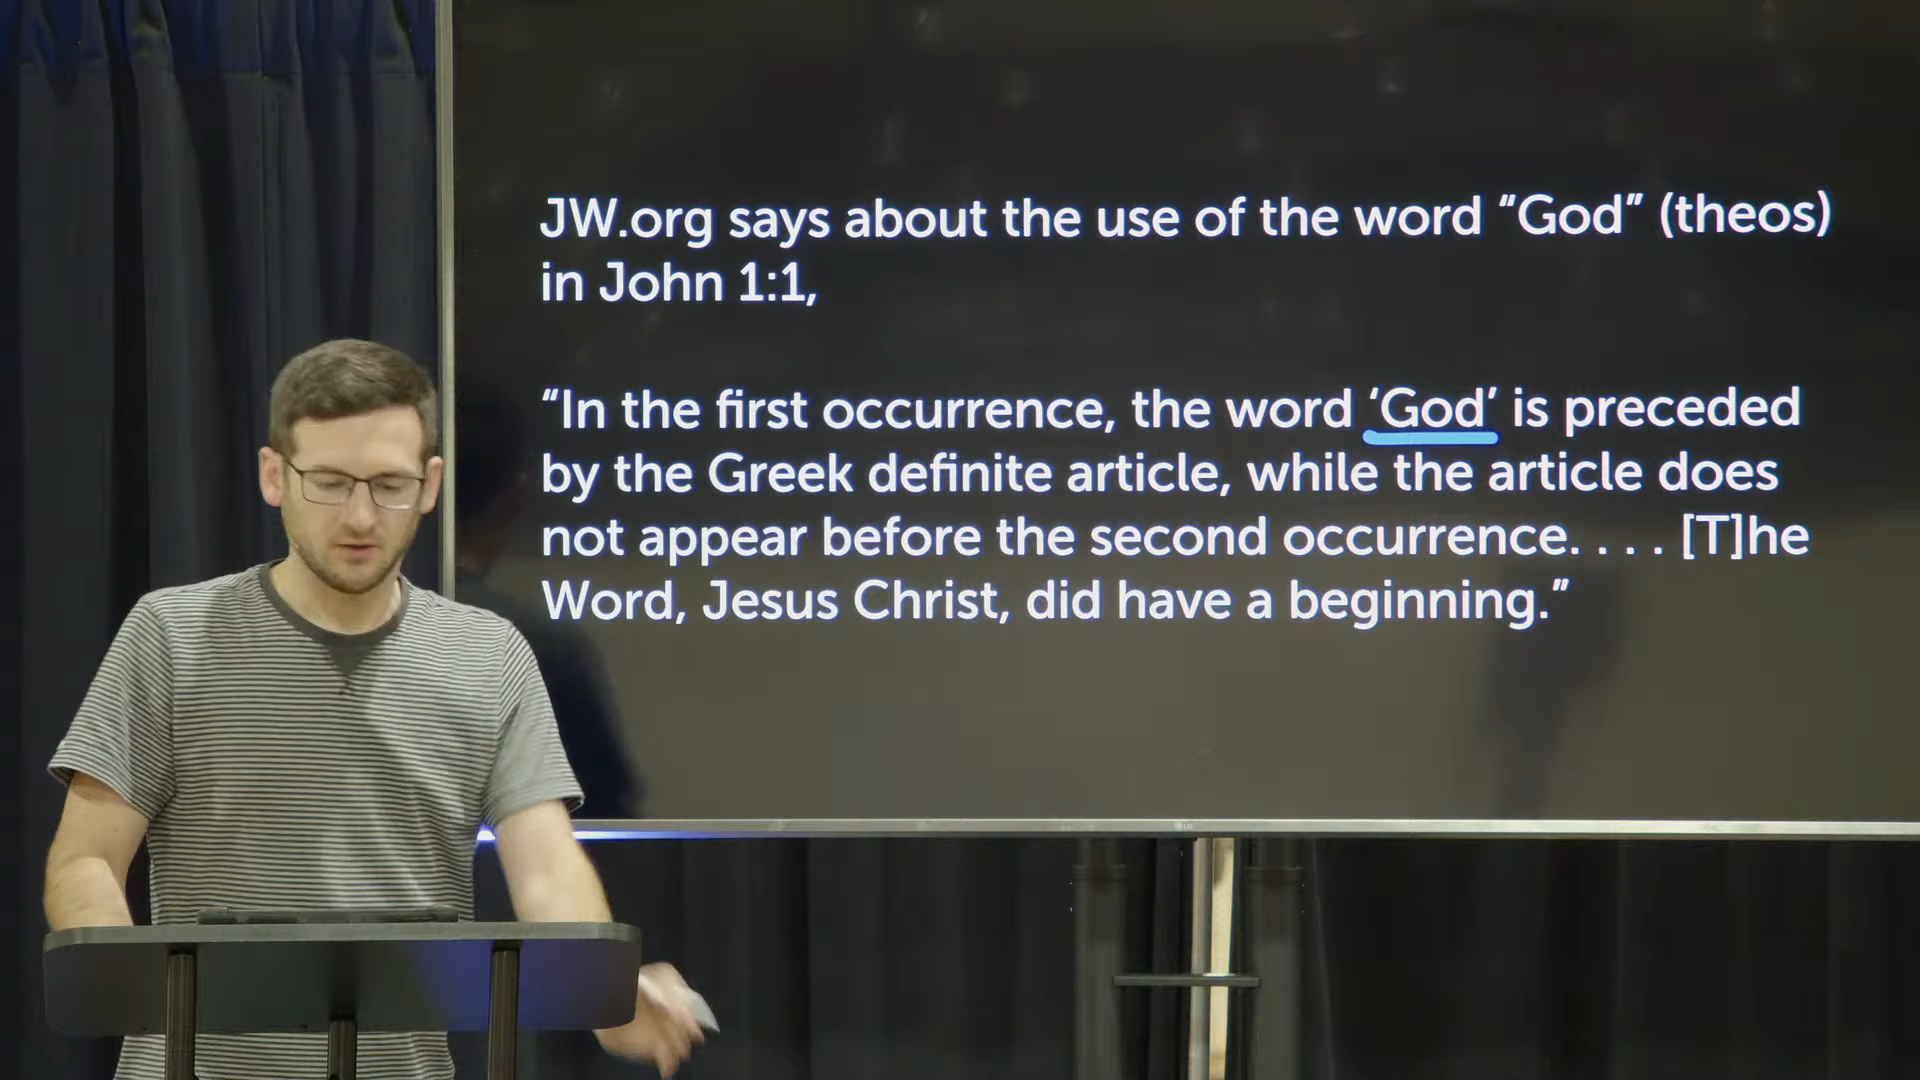 JW.org says about the use of the word “God” (theos)
in John 1:1,
“In the first occurrence, the word ‘God’ is preceded
by the Greek definite article, while the article does
not appear before the second occurrence. . . . [T]he
Word, Jesus Christ, did have a beginning.”
LG